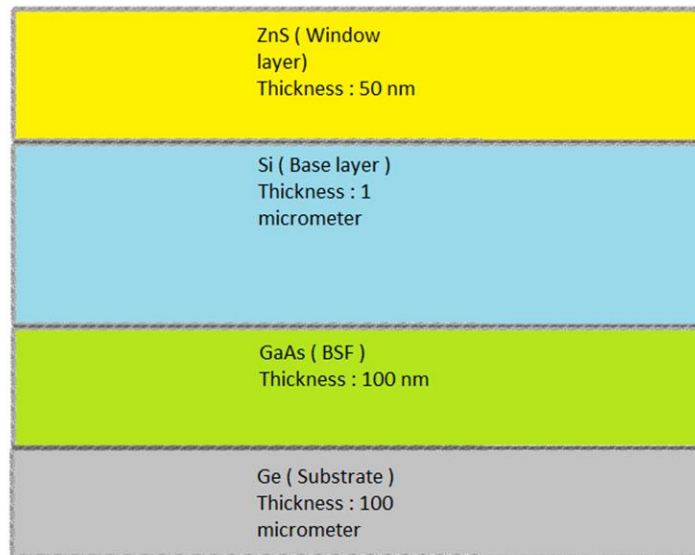 ZnS ( Window
layer)
Thickness : 50 nm
Si ( Base layer )
Thickness : 1
micrometer
GaAs ( BSF )
Thickness : 100 nm
Ge ( Substrate )
Thickness : 100
micrometer